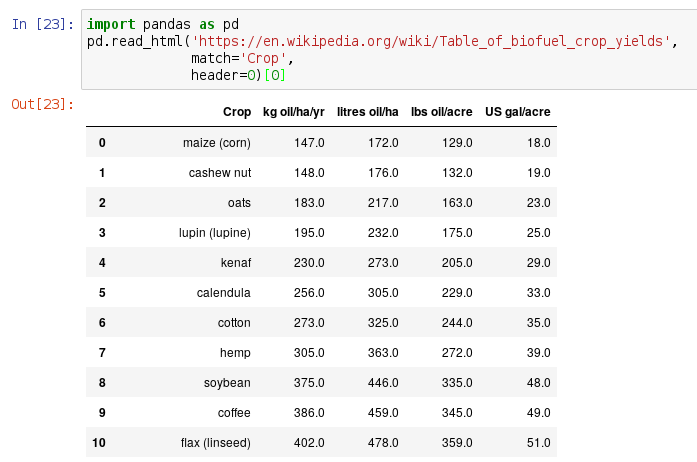 In [23]: import pandas as pd
pd.read_html('https://en.wikipedia.org/wiki/Table_of_biofuel_crop_yields',
match='Crop',
header=0)[0]
Out[23]:
Crop kg oil/ha/yr litres oil/ha lbs oil/acre US gal/acre
0 maize (corn) 147.0 172.0 129.0 18.0
1 cashew nut 148.0 176.0 132.0 19.0
2 oats 183.0 217.0 163.0 23.0
3 lupin (lupine) 195.0 232.0 175.0 25.0
4 kenaf 230.0 273.0 205.0 29.0
5 calendula 256.0 305.0 229.0 33.0
6 cotton 273.0 325.0 244.0 35.0
7 hemp 305.0 363.0 272.0 39.0
8 soybean 375.0 446.0 335.0 48.0
9 coffee 386.0 459.0 345.0 49.0
10 flax (linseed) 402.0 478.0 359.0 51.0